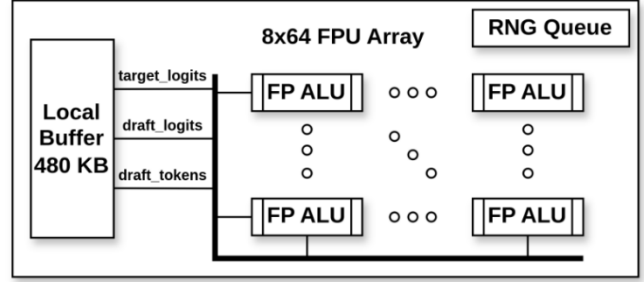 8x64 FPU Array
RNG Queue
Local
Buffer
480 KB
target_logits
draft_logits
draft_tokens
FP ALU
FP ALU
FP ALU
FP ALU